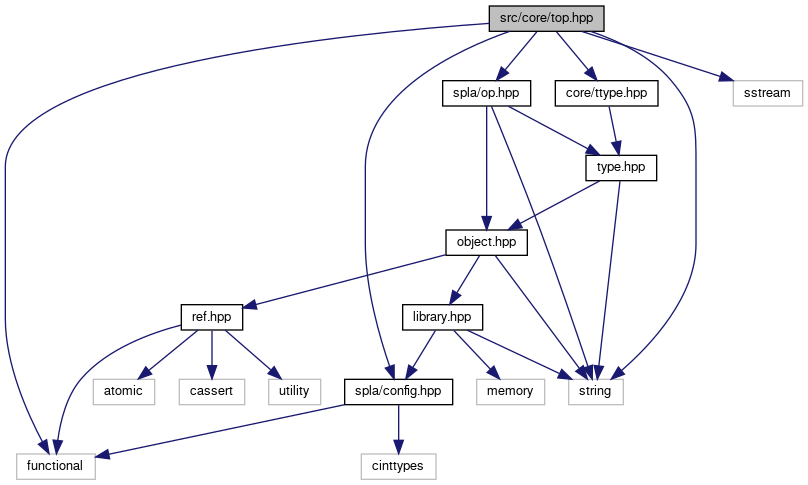 src/core/top.hpp
spla/op.hpp
core/ttype.hpp
sstream
type.hpp
object.hpp
ref.hpp
library.hpp
atomic
cassert
utility
spla/config.hpp
memory
string
functional
cinttypes